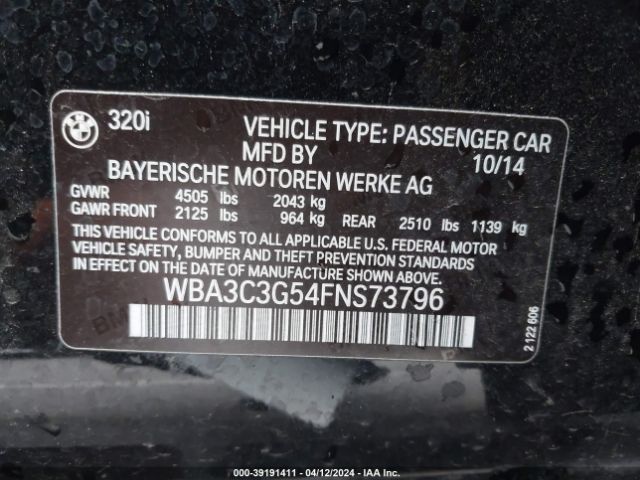 BMW
320i
VEHICLE TYPE: PASSENGER CAR
MFD BY 10/14
BAYERISCHE MOTOREN WERKE AG
GVWR 4505 lbs 2043 kg
GAWR FRONT 2125 lbs 964 kg REAR 2510 lbs 1139 kg
THIS VEHICLE CONFORMS TO ALL APPLICABLE U.S. FEDERAL MOTOR
VEHICLE SAFETY, BUMPER AND THEFT PREVENTION STANDARDS
IN EFFECT ON THE DATE OF MANUFACTURE SHOWN ABOVE.
WBA3C3G54FNS73796
2 122 606
000-39191411 - 04/12/2024 - IAA Inc.